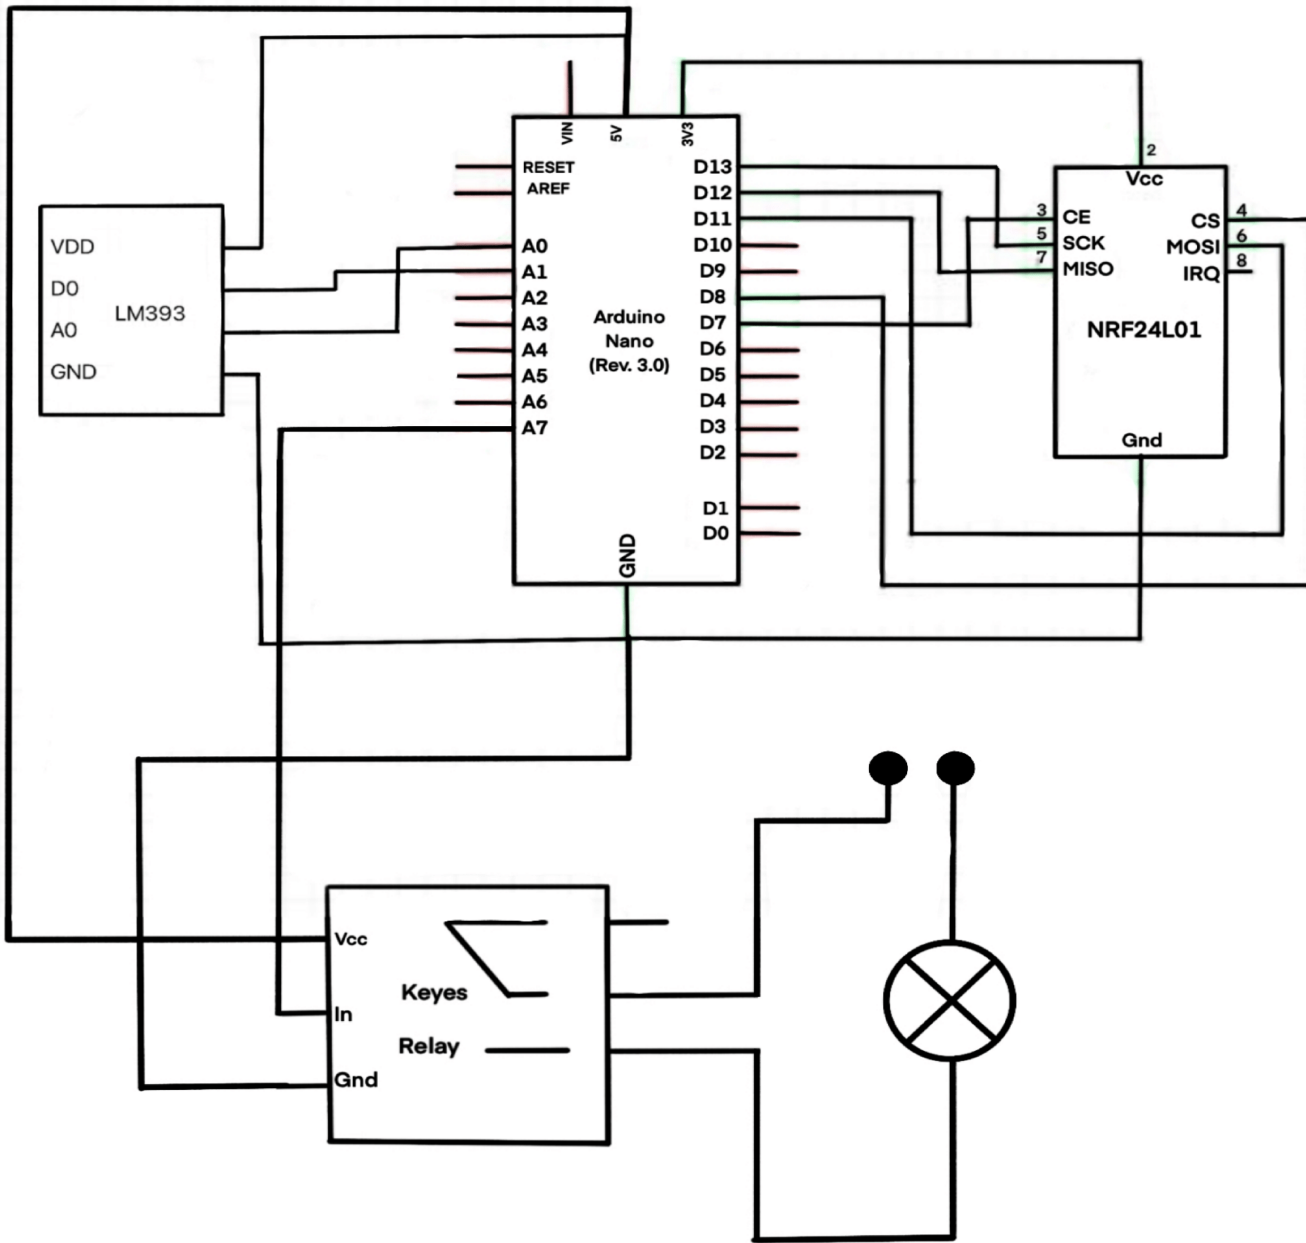 VDD
D0
A0
GND
LM393
VIN
5V
3V3
RESET
AREF
A0
A1
A2
A3
A4
A5
A6
A7
Arduino
Nano
(Rev. 3.0)
D13
D12
D11
D10
D9
D8
D7
D6
D5
D4
D3
D2
D1
D0
GND
2
Vcc
3
CE
5
SCK
7
MISO
CS
4
MOSI
6
IRQ
8
NRF24L01
Gnd
Vcc
In
Gnd
Keyes
Relay